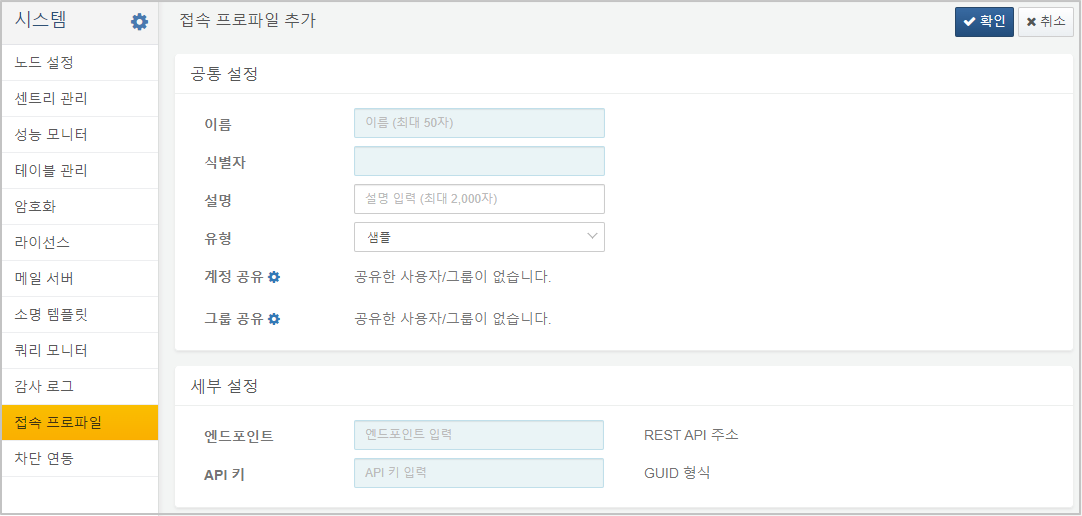 시스템
노드 설정
센트리 관리
성능 모니터
테이블 관리
암호화
라이선스
메일 서버
소명 템플릿
쿼리 모니터
감사 로그
접속 프로파일
차단 연동
접속 프로파일 추가
확인
취소
공통 설정
이름
이름 (최대 50자)
식별자
설명
설명 입력 (최대 2,000자)
유형
샘플
계정 공유
공유한 사용자/그룹이 없습니다.
그룹 공유
공유한 사용자/그룹이 없습니다.
세부 설정
엔드포인트
엔드포인트 입력
REST API 주소
API 키
API 키 입력
GUID 형식